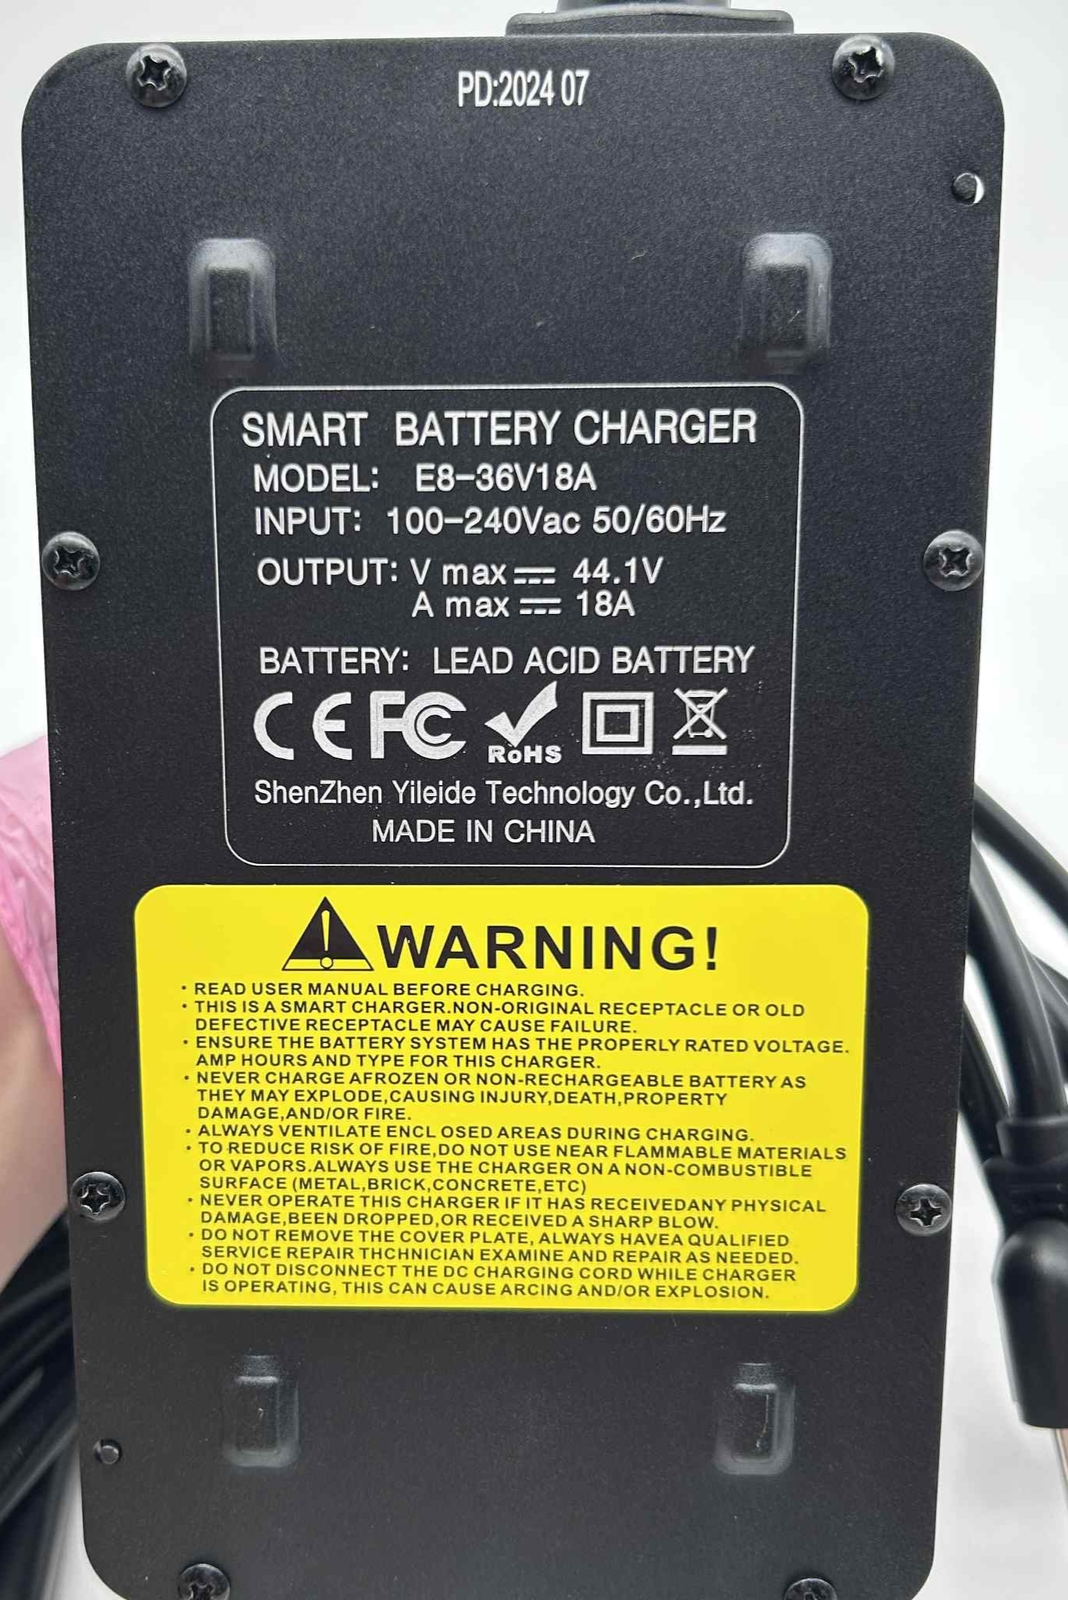 PD:2024 07
SMART BATTERY CHARGER
MODEL: E8-36V18A
INPUT: 100-240Vac 50/60Hz
OUTPUT: V max ⎓ 44.1V
A max ⎓ 18A
BATTERY: LEAD ACID BATTERY
CE FC RoHS
ShenZhen Yileide Technology Co.,Ltd.
MADE IN CHINA
WARNING!
• READ USER MANUAL BEFORE CHARGING.
• THIS IS A SMART CHARGER.NON-ORIGINAL RECEPTACLE OR OLD
DEFECTIVE RECEPTACLE MAY CAUSE FAILURE.
• ENSURE THE BATTERY SYSTEM HAS THE PROPERLY RATED VOLTAGE.
AMP HOURS AND TYPE FOR THIS CHARGER.
• NEVER CHARGE AFROZEN OR NON-RECHARGEABLE BATTERY AS
THEY MAY EXPLODE,CAUSING INJURY,DEATH,PROPERTY
DAMAGE,AND/OR FIRE.
• ALWAYS VENTILATE ENCL OSED AREAS DURING CHARGING.
• TO REDUCE RISK OF FIRE,DO NOT USE NEAR FLAMMABLE MATERIALS
OR VAPORS.ALWAYS USE THE CHARGER ON A NON-COMBUSTIBLE
SURFACE (METAL,BRICK,CONCRETE,ETC)
• NEVER OPERATE THIS CHARGER IF IT HAS RECEIVEDANY PHYSICAL
DAMAGE,BEEN DROPPED,OR RECEIVED A SHARP BLOW.
• DO NOT REMOVE THE COVER PLATE, ALWAYS HAVEA QUALIFIED
SERVICE REPAIR THCHNICIAN EXAMINE AND REPAIR AS NEEDED.
• DO NOT DISCONNECT THE DC CHARGING CORD WHILE CHARGER
IS OPERATING, THIS CAN CAUSE ARCING AND/OR EXPLOSION.